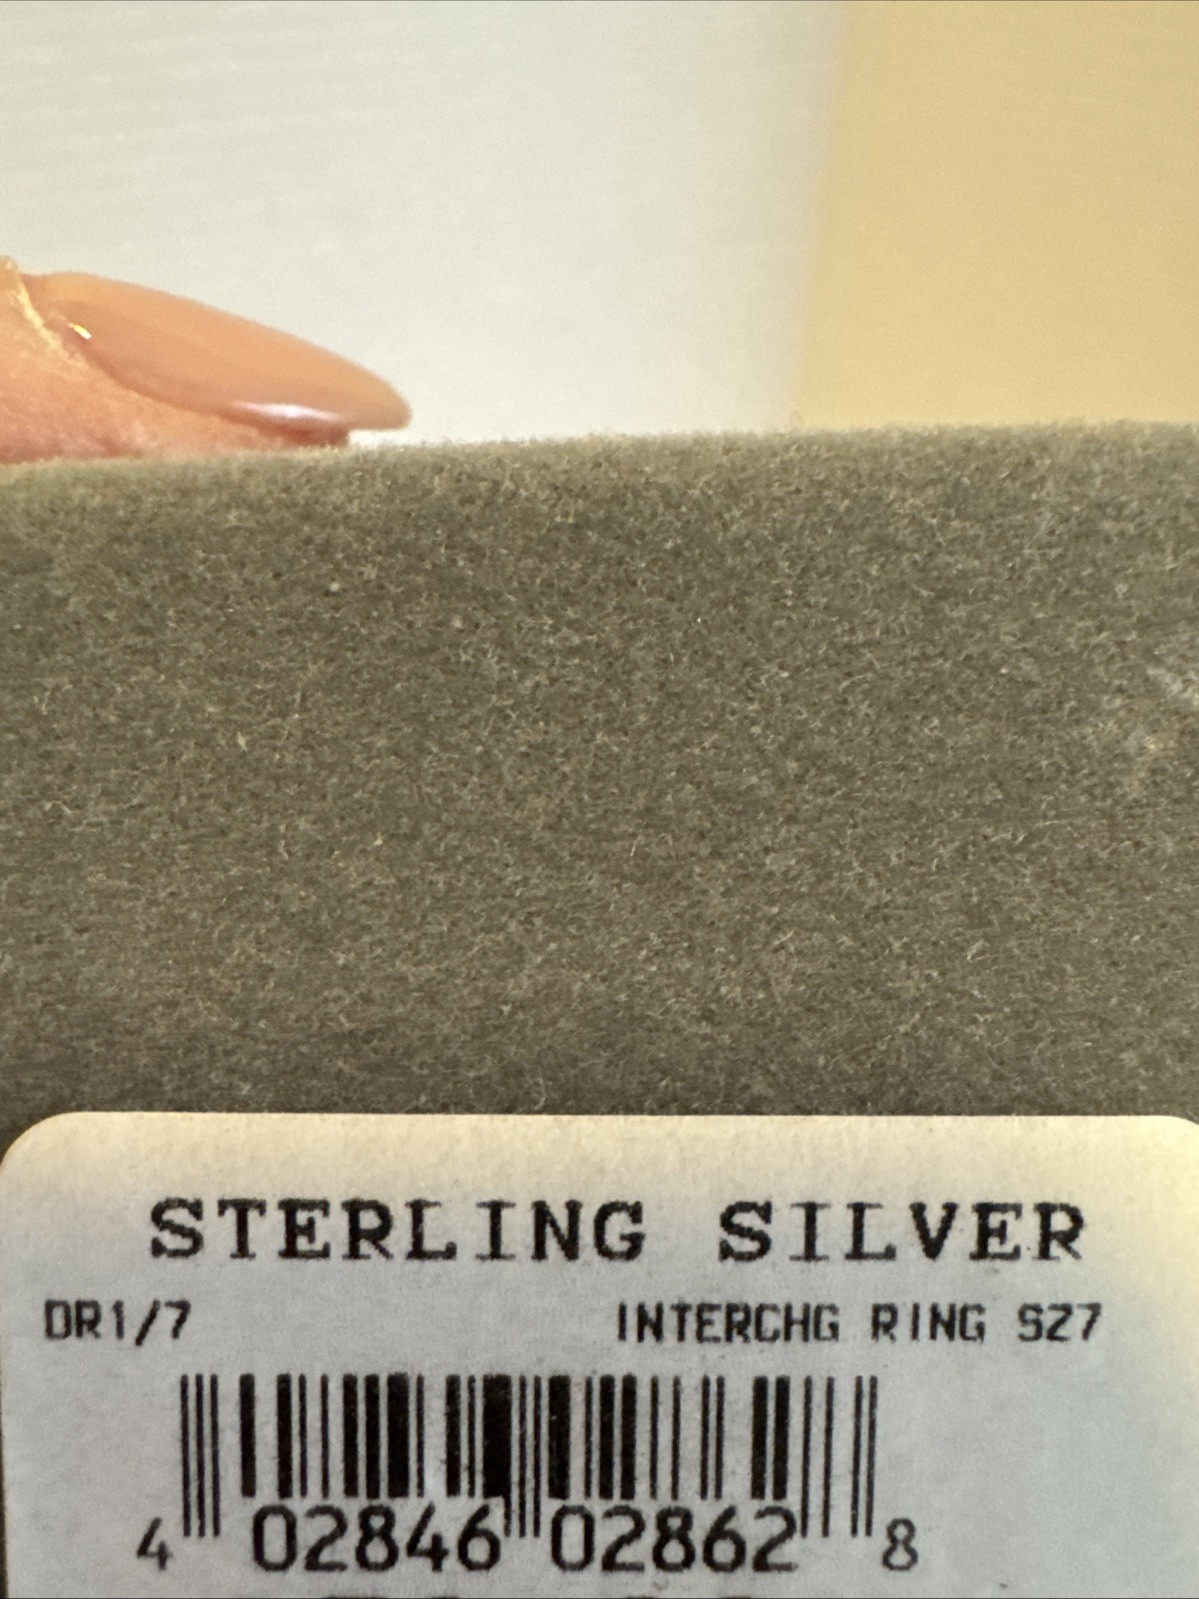 STERLING SILVER
DR1/7 INTERCHG RING SZ7
4 02846 02862 8